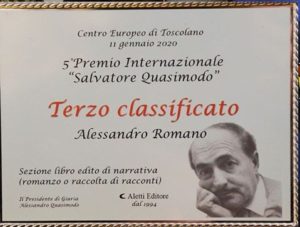 Centro Europeo di Toscolano
11 gennaio 2020
5° Premio Internazionale
"Salvatore Quasimodo"
Terzo classificato
Alessandro Romano
Sezione libro edito di narrativa
(romanzo o raccolta di racconti)
Il Presidente di Giuria
Alessandro Quasimodo
Aletti Editore
dal 1994